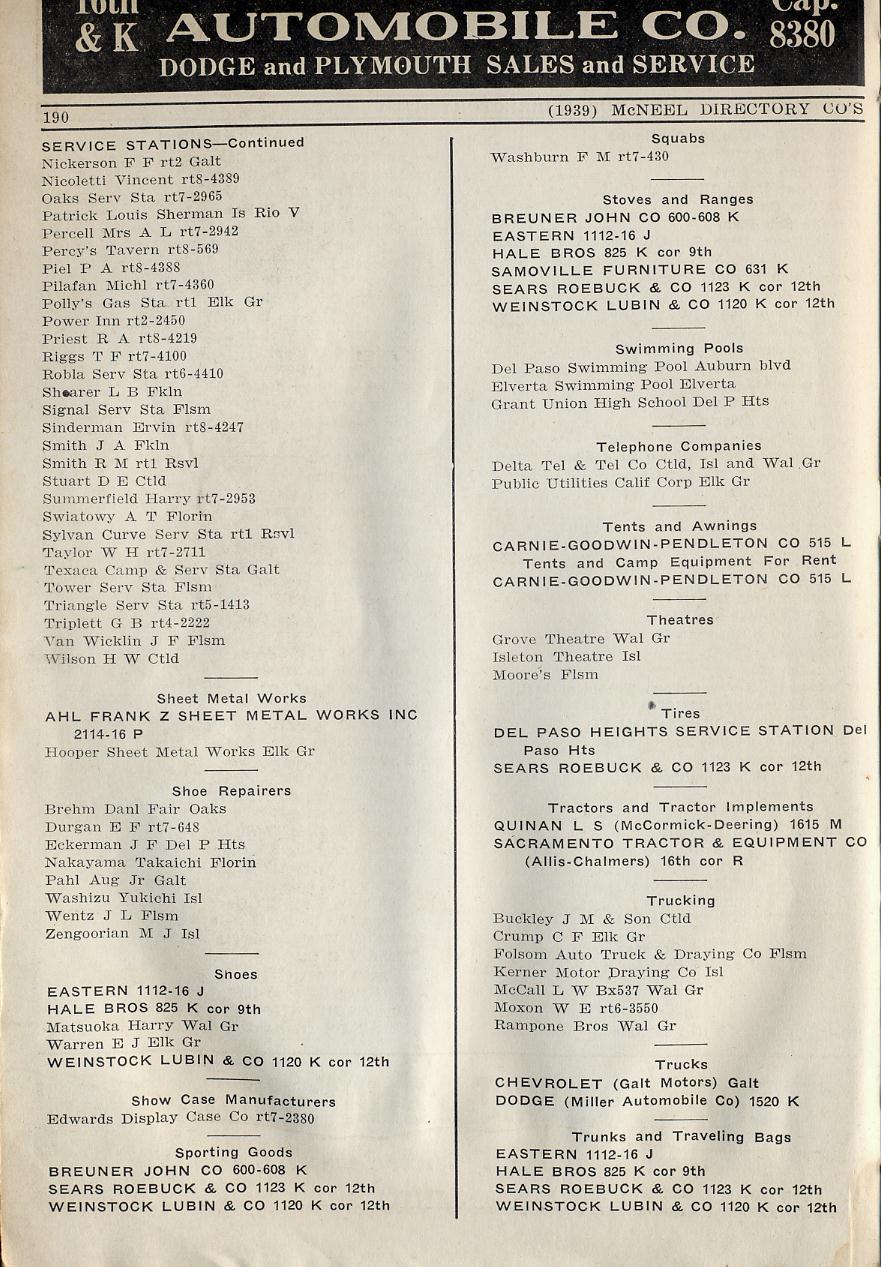 16th
& K
AUTOMOBILE CO.
Cap.
8380
DODGE and PLYMOUTH SALES and SERVICE
190
(1939) McNEEL DIRECTORY CO'S
SERVICE STATIONS—Continued
Nickerson F F rt2 Galt
Nicoletti Vincent rt8-4389
Oaks Serv Sta rt7-2965
Patrick Louis Sherman Is Rio V
Percell Mrs A L rt7-2942
Percy's Tavern rt8-569
Piel P A rt8-4388
Pilafan Michl rt7-4360
Polly's Gas Sta rt1 Elk Gr
Power Inn rt2-2450
Priest R A rt8-4219
Riggs T F rt7-4100
Robla Serv Sta rt6-4410
Shearer L B Fkln
Signal Serv Sta Flsm
Sinderman Ervin rt8-4247
Smith J A Fkln
Smith R M rt1 Rsvl
Stuart D E Ctld
Summerfield Harry rt7-2953
Swiatowy A T Florin
Sylvan Curve Serv Sta rt1 Rsvl
Taylor W H rt7-2711
Texaca Camp & Serv Sta Galt
Tower Serv Sta Flsm
Triangle Serv Sta rt5-1413
Triplett G B rt4-2222
Van Wicklin J F Flsm
Wilson H W Ctld
Sheet Metal Works
AHL FRANK Z SHEET METAL WORKS INC
2114-16 P
Hooper Sheet Metal Works Elk Gr
Shoe Repairers
Brehm Danl Fair Oaks
Durgan E F rt7-648
Eckerman J F Del P Hts
Nakayama Takaichi Florin
Pahl Aug Jr Galt
Washizu Yukichi Isl
Wentz J L Flsm
Zengoorian M J Isl
Shoes
EASTERN 1112-16 J
HALE BROS 825 K cor 9th
Matsuoka Harry Wal Gr
Warren E J Elk Gr
WEINSTOCK LUBIN & CO 1120 K cor 12th
Show Case Manufacturers
Edwards Display Case Co rt7-2380
Sporting Goods
BREUNER JOHN CO 600-608 K
SEARS ROEBUCK & CO 1123 K cor 12th
WEINSTOCK LUBIN & CO 1120 K cor 12th
Squabs
Washburn F M rt7-430
Stoves and Ranges
BREUNER JOHN CO 600-608 K
EASTERN 1112-16 J
HALE BROS 825 K cor 9th
SAMOVILLE FURNITURE CO 631 K
SEARS ROEBUCK & CO 1123 K cor 12th
WEINSTOCK LUBIN & CO 1120 K cor 12th
Swimming Pools
Del Paso Swimming Pool Auburn blvd
Elverta Swimming Pool Elverta
Grant Union High School Del P Hts
Telephone Companies
Delta Tel & Tel Co Ctld, Isl and Wal Gr
Public Utilities Calif Corp Elk Gr
Tents and Awnings
CARNIE-GOODWIN-PENDLETON CO 515 L
Tents and Camp Equipment For Rent
CARNIE-GOODWIN-PENDLETON CO 515 L
Theatres
Grove Theatre Wal Gr
Isleton Theatre Isl
Moore's Flsm
Tires
DEL PASO HEIGHTS SERVICE STATION Del
Paso Hts
SEARS ROEBUCK & CO 1123 K cor 12th
Tractors and Tractor Implements
QUINAN L S (McCormick-Deering) 1615 M
SACRAMENTO TRACTOR & EQUIPMENT CO
(Allis-Chalmers) 16th cor R
Trucking
Buckley J M & Son Ctld
Crump C F Elk Gr
Folsom Auto Truck & Draying Co Flsm
Kerner Motor Draying Co Isl
McCall L W Bx537 Wal Gr
Moxon W E rt6-3550
Rampone Bros Wal Gr
Trucks
CHEVROLET (Galt Motors) Galt
DODGE (Miller Automobile Co) 1520 K
Trunks and Traveling Bags
EASTERN 1112-16 J
HALE BROS 825 K cor 9th
SEARS ROEBUCK & CO 1123 K cor 12th
WEINSTOCK LUBIN & CO 1120 K cor 12th